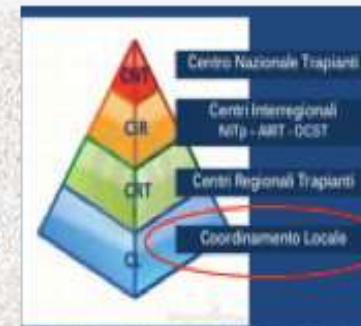 CNT
Centro Nazionale Trapianti
CIR
Centri Interregionali
NITp - AIRT - OCST
CRT
Centri Regionali Trapianti
CL
Coordinamento Locale